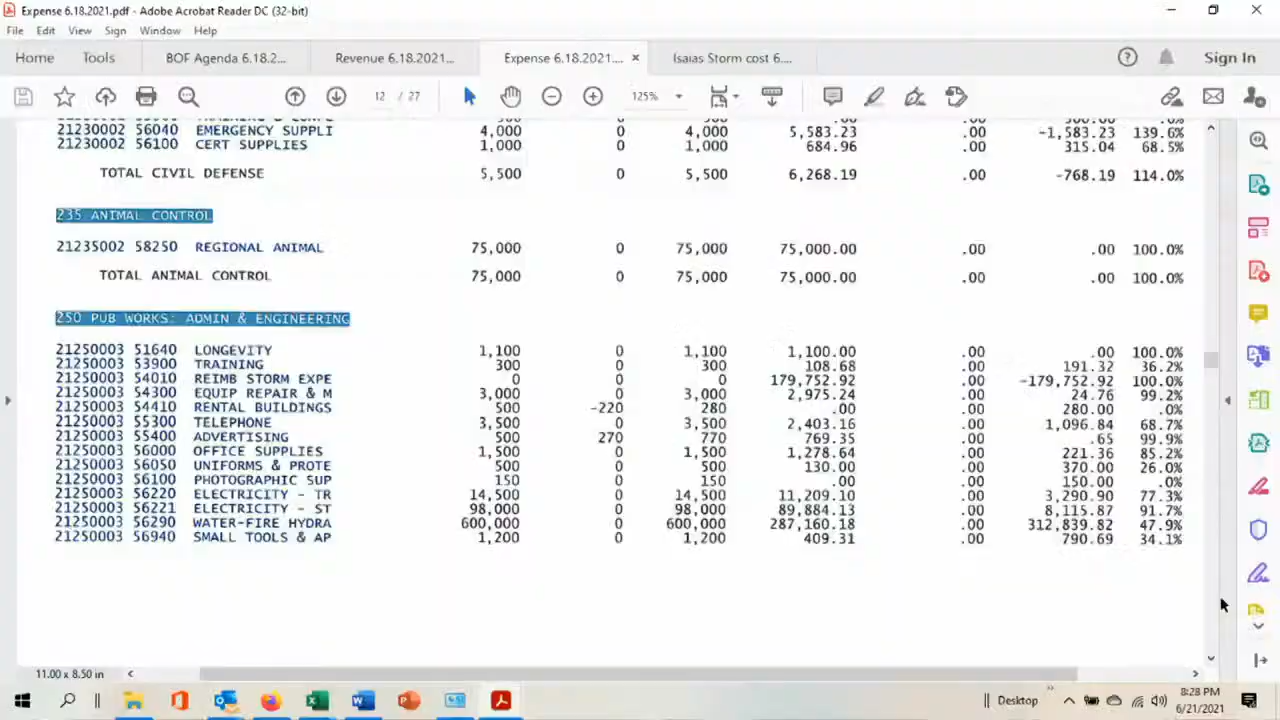 Expense 6.18.2021.pdf - Adobe Acrobat Reader DC (32-bit)
File Edit View Sign Window Help
Home Tools BOF Agenda 6.18.2... Revenue 6.18.2021... Expense 6.18.2021.... × Isaias Storm cost 6.... Sign In
12 / 27 125%
21230002 56040 EMERGENCY SUPPLI 4,000 0 4,000 5,583.23 .00 -1,583.23 139.6%
21230002 56100 CERT SUPPLIES 1,000 0 1,000 684.96 .00 315.04 68.5%
TOTAL CIVIL DEFENSE 5,500 0 5,500 6,268.19 .00 -768.19 114.0%
235 ANIMAL CONTROL
21235002 58250 REGIONAL ANIMAL 75,000 0 75,000 75,000.00 .00 .00 100.0%
TOTAL ANIMAL CONTROL 75,000 0 75,000 75,000.00 .00 .00 100.0%
250 PUB WORKS: ADMIN & ENGINEERING
21250003 51640 LONGEVITY 1,100 0 1,100 1,100.00 .00 .00 100.0%
21250003 53900 TRAINING 300 0 300 108.68 .00 191.32 36.2%
21250003 54010 REIMB STORM EXPE 0 0 0 179,752.92 .00 -179,752.92 100.0%
21250003 54300 EQUIP REPAIR & M 3,000 0 3,000 2,975.24 .00 24.76 99.2%
21250003 54410 RENTAL BUILDINGS 500 -220 280 .00 .00 280.00 .0%
21250003 55300 TELEPHONE 3,500 0 3,500 2,403.16 .00 1,096.84 68.7%
21250003 55400 ADVERTISING 500 270 770 769.35 .00 .65 99.9%
21250003 56000 OFFICE SUPPLIES 1,500 0 1,500 1,278.64 .00 221.36 85.2%
21250003 56050 UNIFORMS & PROTE 500 0 500 130.00 .00 370.00 26.0%
21250003 56100 PHOTOGRAPHIC SUP 150 0 150 .00 .00 150.00 .0%
21250003 56220 ELECTRICITY - TR 14,500 0 14,500 11,209.10 .00 3,290.90 77.3%
21250003 56221 ELECTRICITY - ST 98,000 0 98,000 89,884.13 .00 8,115.87 91.7%
21250003 56290 WATER-FIRE HYDRA 600,000 0 600,000 287,160.18 .00 312,839.82 47.9%
21250003 56940 SMALL TOOLS & AP 1,200 0 1,200 409.31 .00 790.69 34.1%
11.00 x 8.50 in
Desktop 8:28 PM
6/21/2021